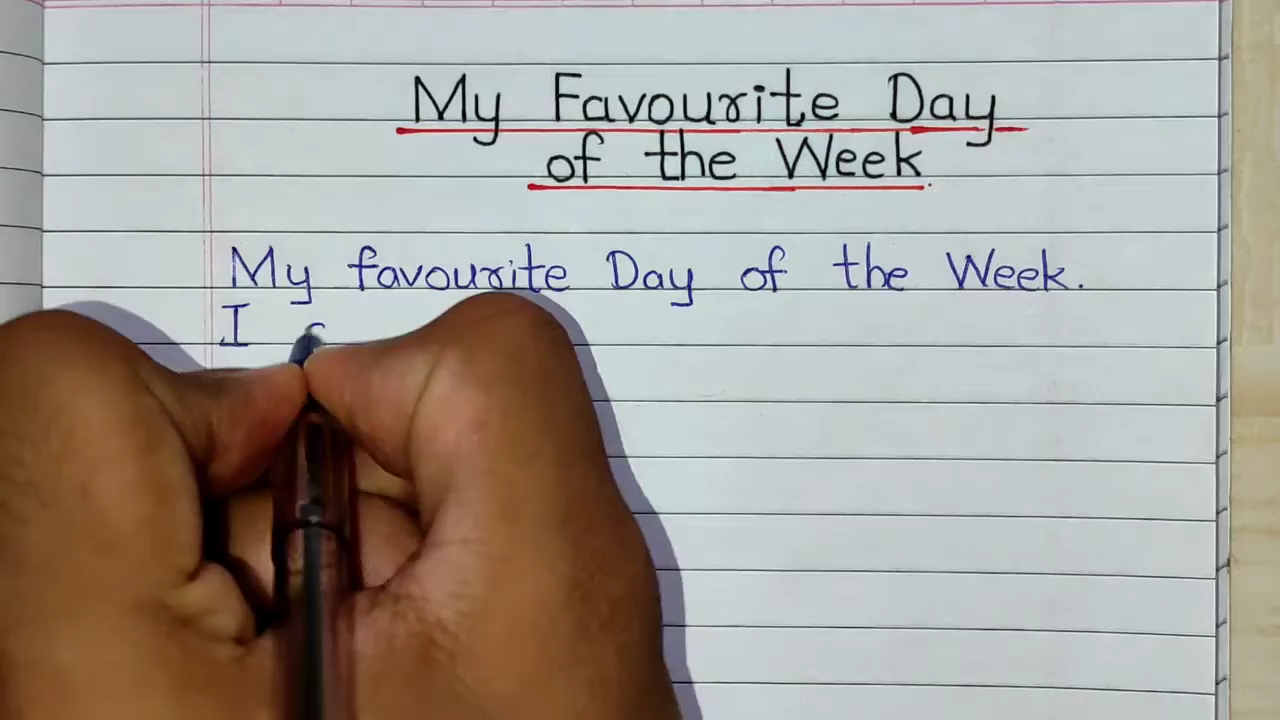 My Favourite Day
of the Week.
My favourite Day of the Week.
I